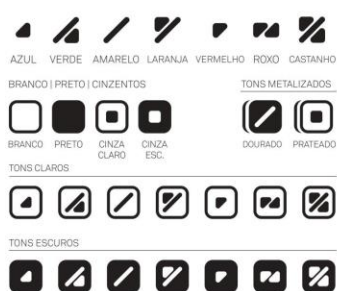 AZUL VERDE AMARELO LARANJA VERMELHO ROXO CASTANHO
BRANCO | PRETO | CINZENTOS
TONS METALIZADOS
BRANCO PRETO CINZA CLARO CINZA ESC. DOURADO PRATEADO
TONS CLAROS
TONS ESCUROS